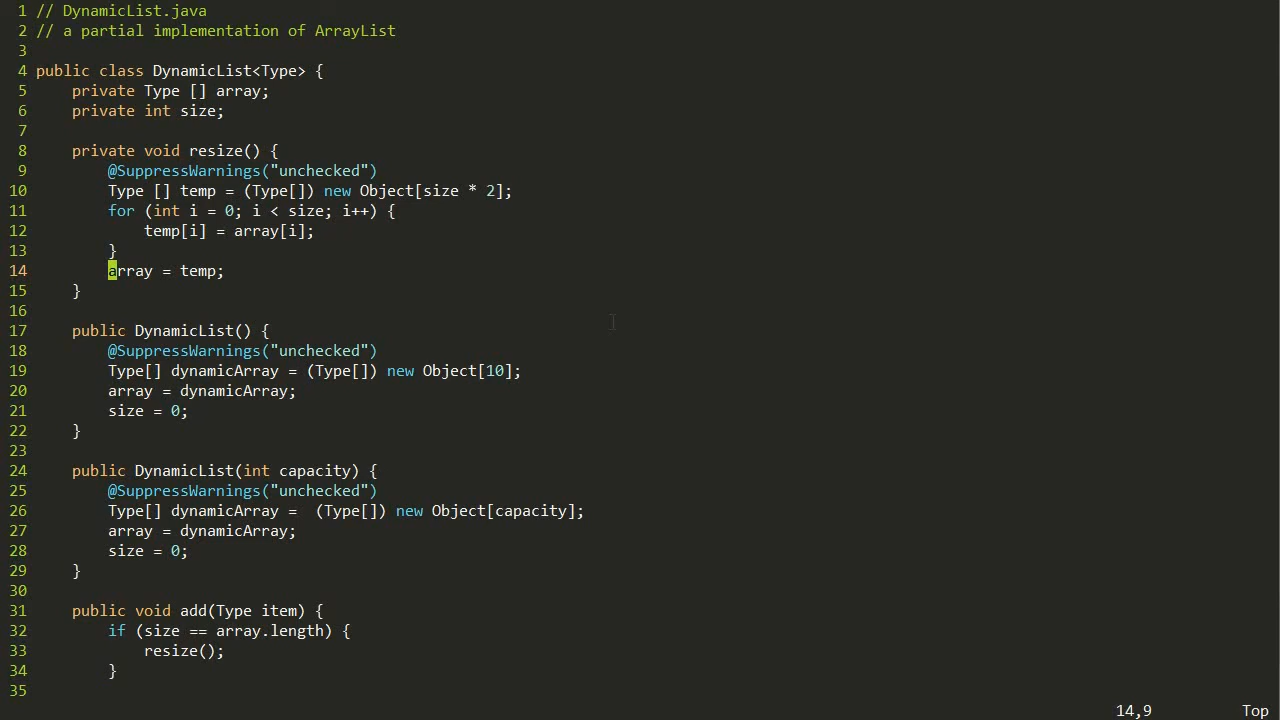 1 // DynamicList.java
2 // a partial implementation of ArrayList
3
4 public class DynamicList<Type> {
5     private Type [] array;
6     private int size;
7
8     private void resize() {
9         @SuppressWarnings("unchecked")
10         Type [] temp = (Type[]) new Object[size * 2];
11         for (int i = 0; i < size; i++) {
12             temp[i] = array[i];
13         }
14         array = temp;
15     }
16
17     public DynamicList() {
18         @SuppressWarnings("unchecked")
19         Type[] dynamicArray = (Type[]) new Object[10];
20         array = dynamicArray;
21         size = 0;
22     }
23
24     public DynamicList(int capacity) {
25         @SuppressWarnings("unchecked")
26         Type[] dynamicArray =  (Type[]) new Object[capacity];
27         array = dynamicArray;
28         size = 0;
29     }
30
31     public void add(Type item) {
32         if (size == array.length) {
33             resize();
34         }
35
14,9 Top